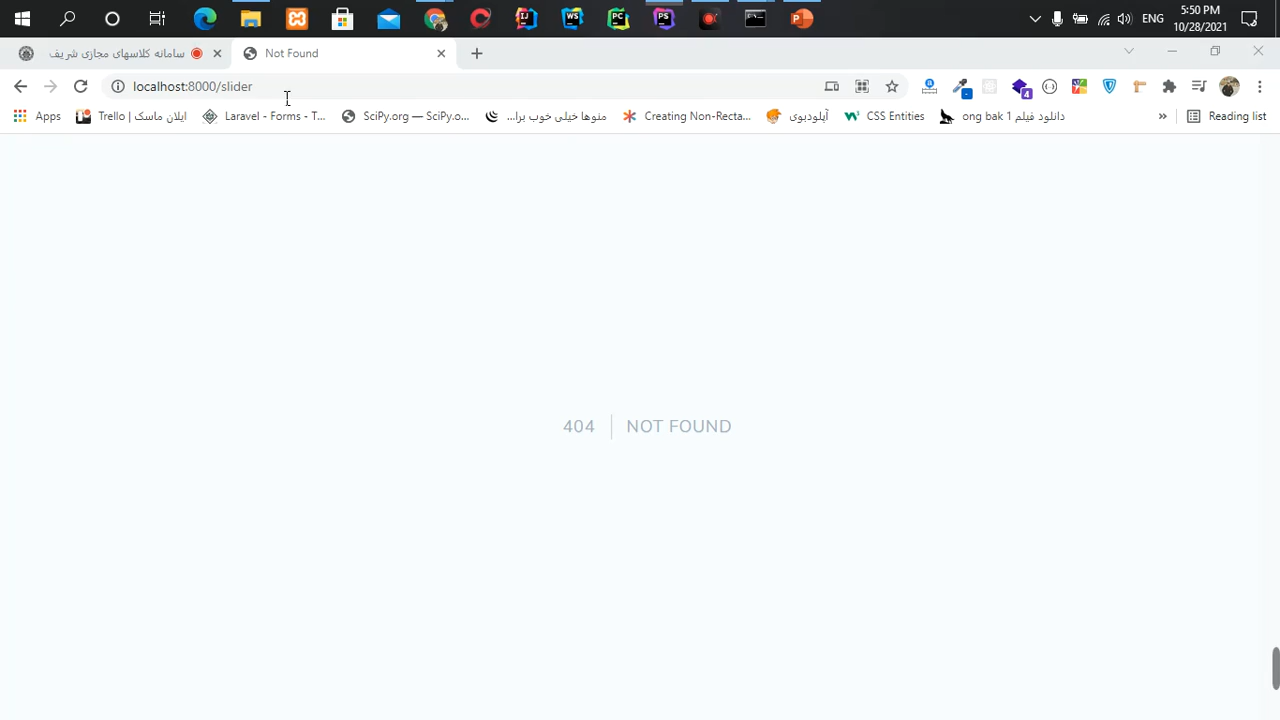 5:50 PM
ENG
10/28/2021
سامانه کلاسهای مجازی شریف
Not Found
localhost:8000/slider
4
Apps
ایلان ماسک | Trello
Laravel - Forms - T...
SciPy.org — SciPy.o...
منوها خیلی خوب برا...
Creating Non-Recta...
آپلودبوی
CSS Entities
دانلود فیلم ong bak 1
»
Reading list
404
NOT FOUND